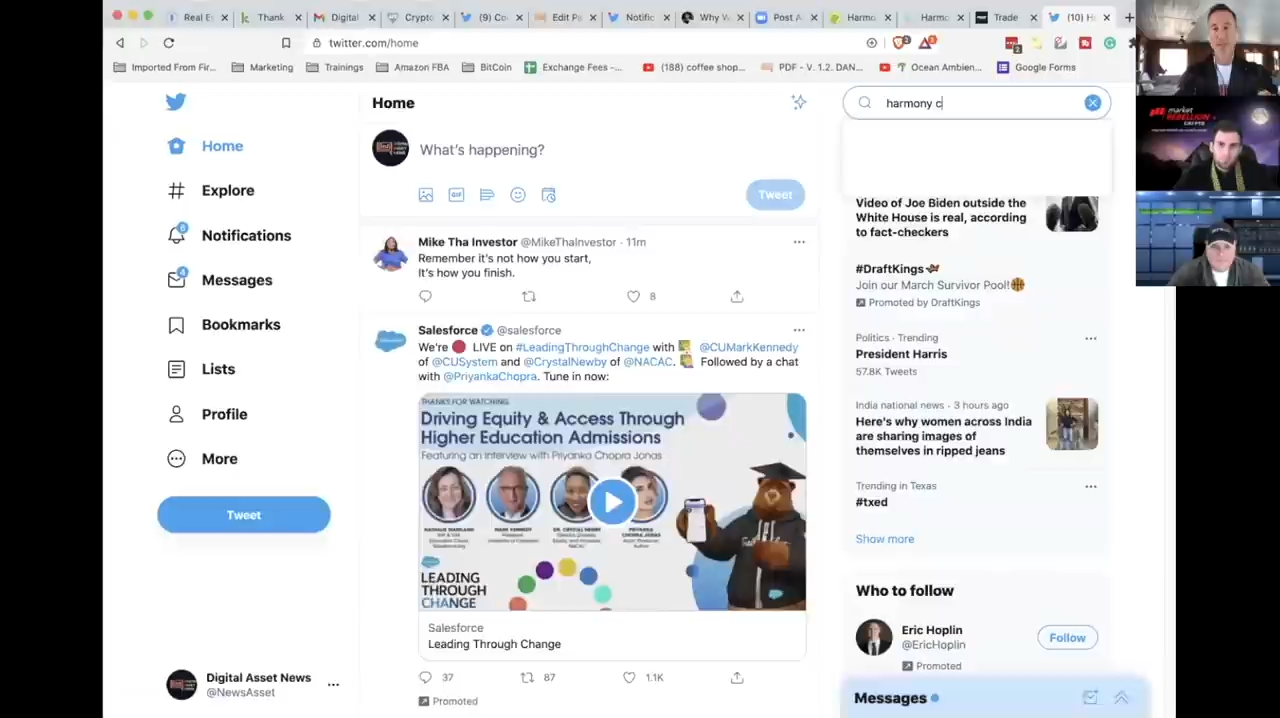 Real E
Thank
Digital
Crypto
(9) Co
Edit P
Notific
Why W
Post A
Harmo
Harmo
Trade
(10) H
twitter.com/home
Imported From Fir...
Marketing
Trainings
Amazon FBA
BitCoin
Exchange Fees -...
(188) coffee shop...
PDF - V. 1.2. DAN...
Ocean Ambien...
Google Forms
Home
Explore
Notifications
6
Messages
4
Bookmarks
Lists
Profile
More
Tweet
Digital Asset News
@NewsAsset
Home
What's happening?
GIF
Tweet
Mike Tha Investor @MikeThaInvestor · 11m
Remember it's not how you start,
It's how you finish.
8
Salesforce @salesforce
We're LIVE on #LeadingThroughChange with @CUMarkKennedy
of @CUSystem and @CrystalNewby of @NACAC. Followed by a chat
with @PriyankaChopra. Tune in now:
THANKS FOR WATCHING
Driving Equity & Access Through
Higher Education Admissions
Featuring an Interview with Priyanka Chopra Jonas
LEADING
THROUGH
CHANGE
Salesforce
Leading Through Change
37
87
1.1K
Promoted
harmony c
Video of Joe Biden outside the
White House is real, according
to fact-checkers
#DraftKings
Join our March Survivor Pool!
Promoted by DraftKings
Politics · Trending
President Harris
57.8K Tweets
India national news · 3 hours ago
Here's why women across India
are sharing images of
themselves in ripped jeans
Trending in Texas
#txed
Show more
Who to follow
Eric Hoplin
@EricHoplin
Follow
Promoted
Messages
market
REBELLION
CRYPTO